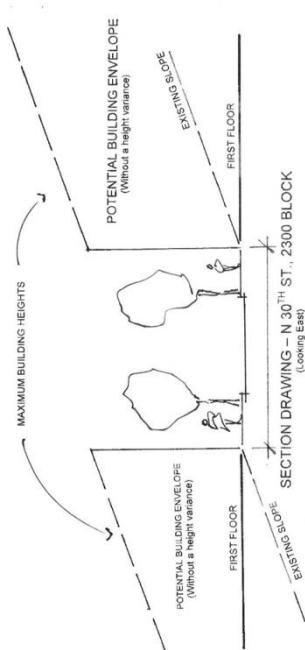 MAXIMUM BUILDING HEIGHTS
POTENTIAL BUILDING ENVELOPE
(Without a height variance)
POTENTIAL BUILDING ENVELOPE
(Without a height variance)
EXISTING SLOPE
FIRST FLOOR
FIRST FLOOR
EXISTING SLOPE
SECTION DRAWING – N 30TH ST., 2300 BLOCK
(Looking East)